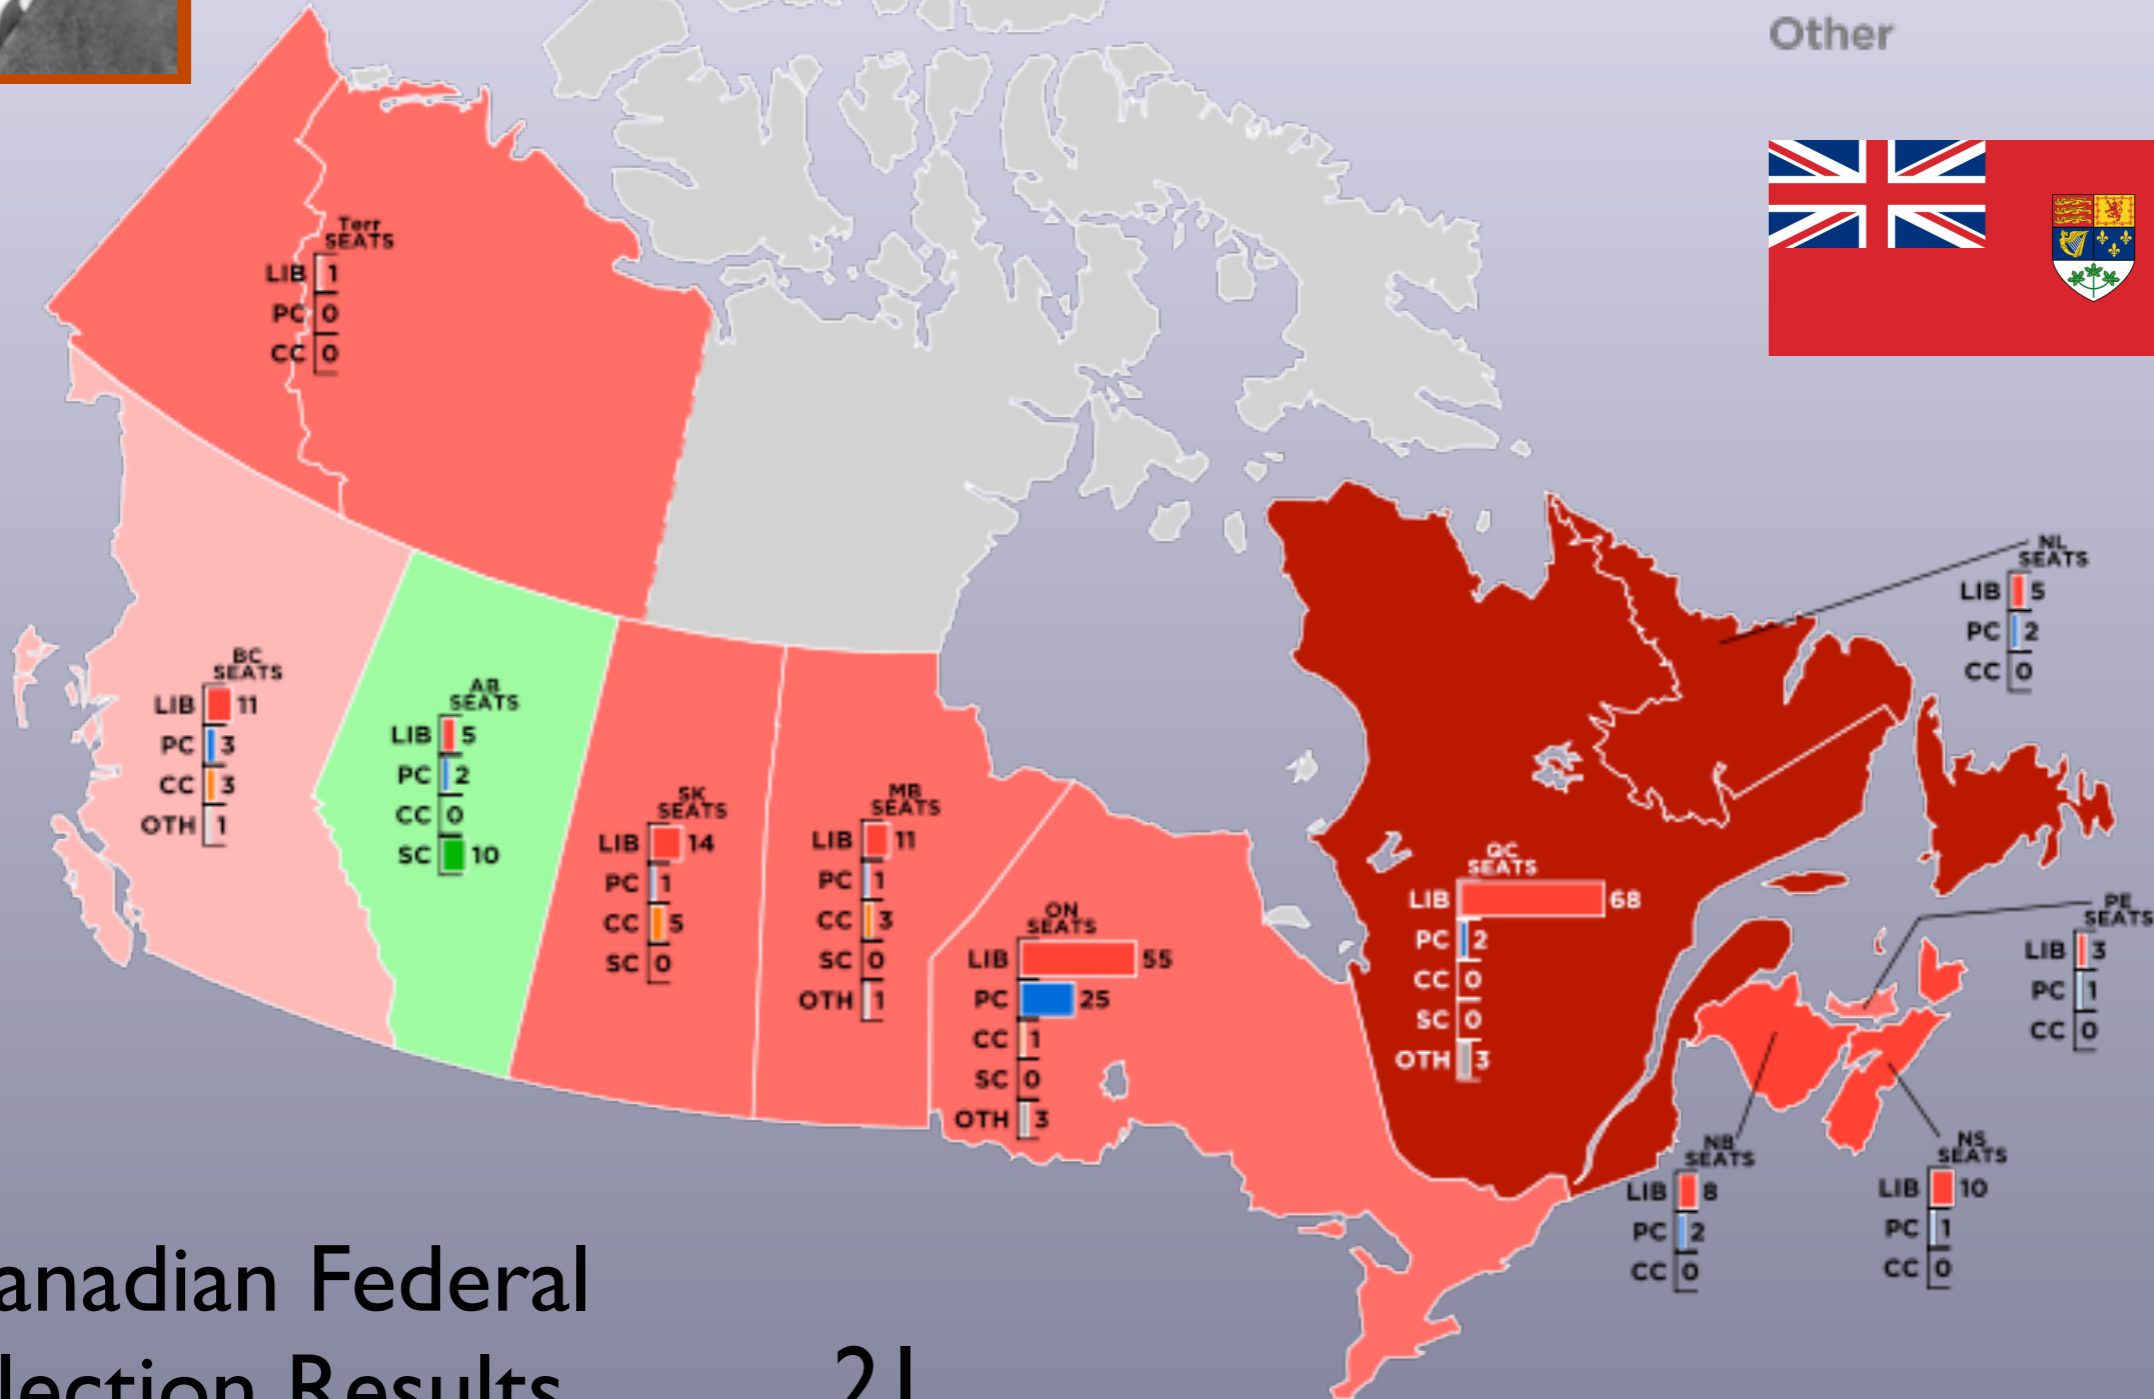 Other
Terr
SEATS
LIB 1
PC 0
CC 0
NL
SEATS
LIB 5
PC 2
CC 0
BC
SEATS
LIB 11
PC 3
CC 3
OTH 1
AB
SEATS
LIB 5
PC 2
CC 0
SC 10
SK
SEATS
LIB 14
PC 1
CC 5
SC 0
MB
SEATS
LIB 11
PC 1
CC 3
SC 0
OTH 1
ON
SEATS
LIB 55
PC 25
CC 1
SC 0
OTH 3
QC
SEATS
LIB 68
PC 2
CC 0
SC 0
OTH 3
PE
SEATS
LIB 3
PC 1
CC 0
NB
SEATS
LIB 8
PC 2
CC 0
NS
SEATS
LIB 10
PC 1
CC 0
anadian Federal
lection Results
21